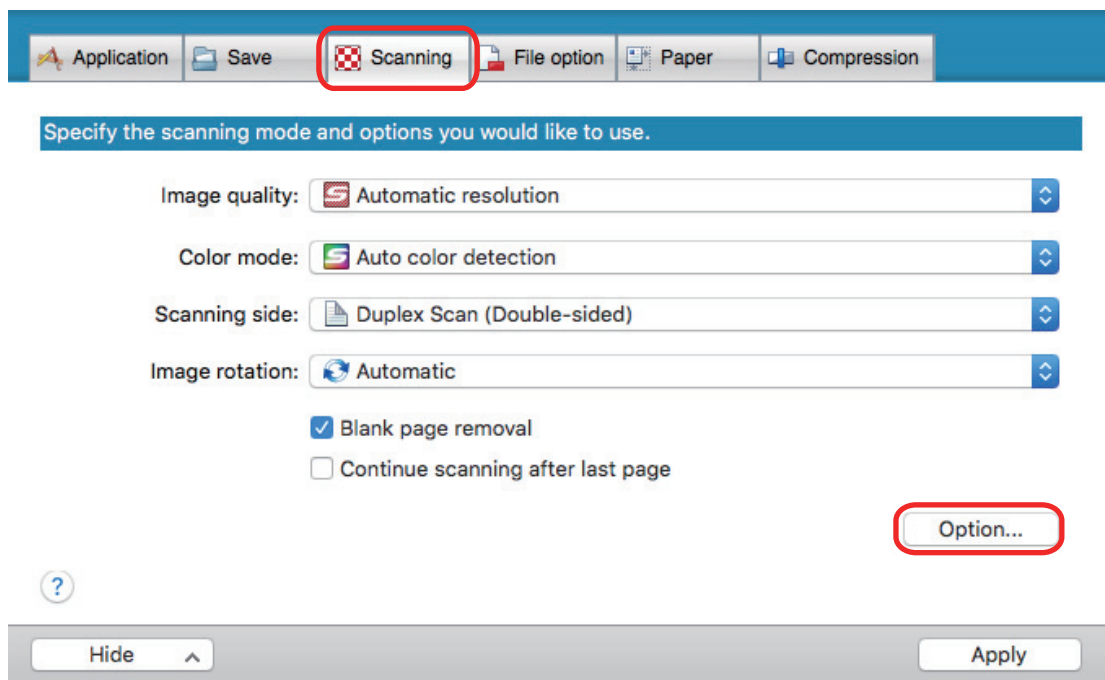 Application Save Scanning File option Paper Compression
Specify the scanning mode and options you would like to use.
Image quality: Automatic resolution
Color mode: Auto color detection
Scanning side: Duplex Scan (Double-sided)
Image rotation: Automatic
Blank page removal
Continue scanning after last page
Option...
?
Hide Apply